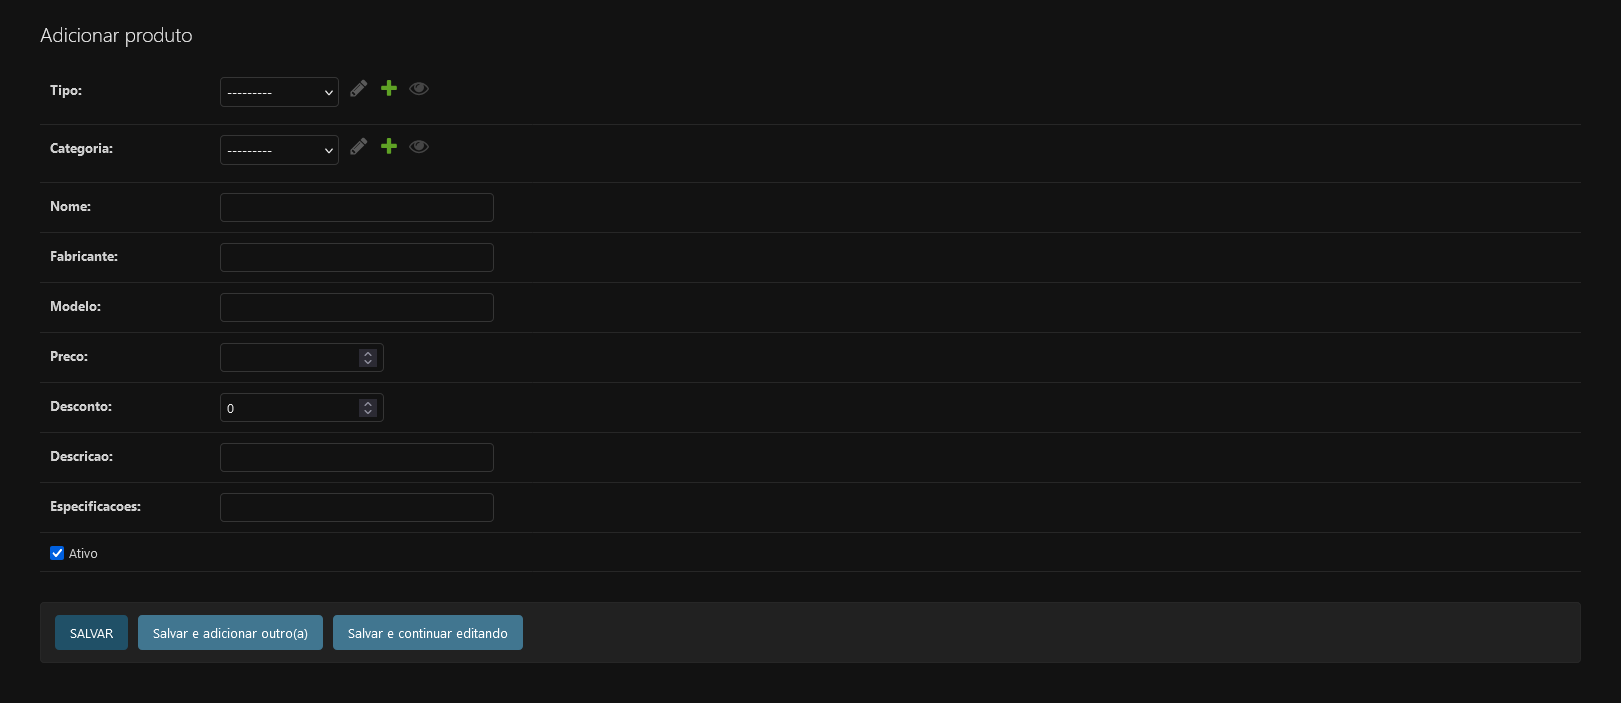 Adicionar produto
Tipo: ---------
Categoria: ---------
Nome:
Fabricante:
Modelo:
Preco:
Desconto: 0
Descricao:
Especificacoes:
Ativo
SALVAR Salvar e adicionar outro(a) Salvar e continuar editando